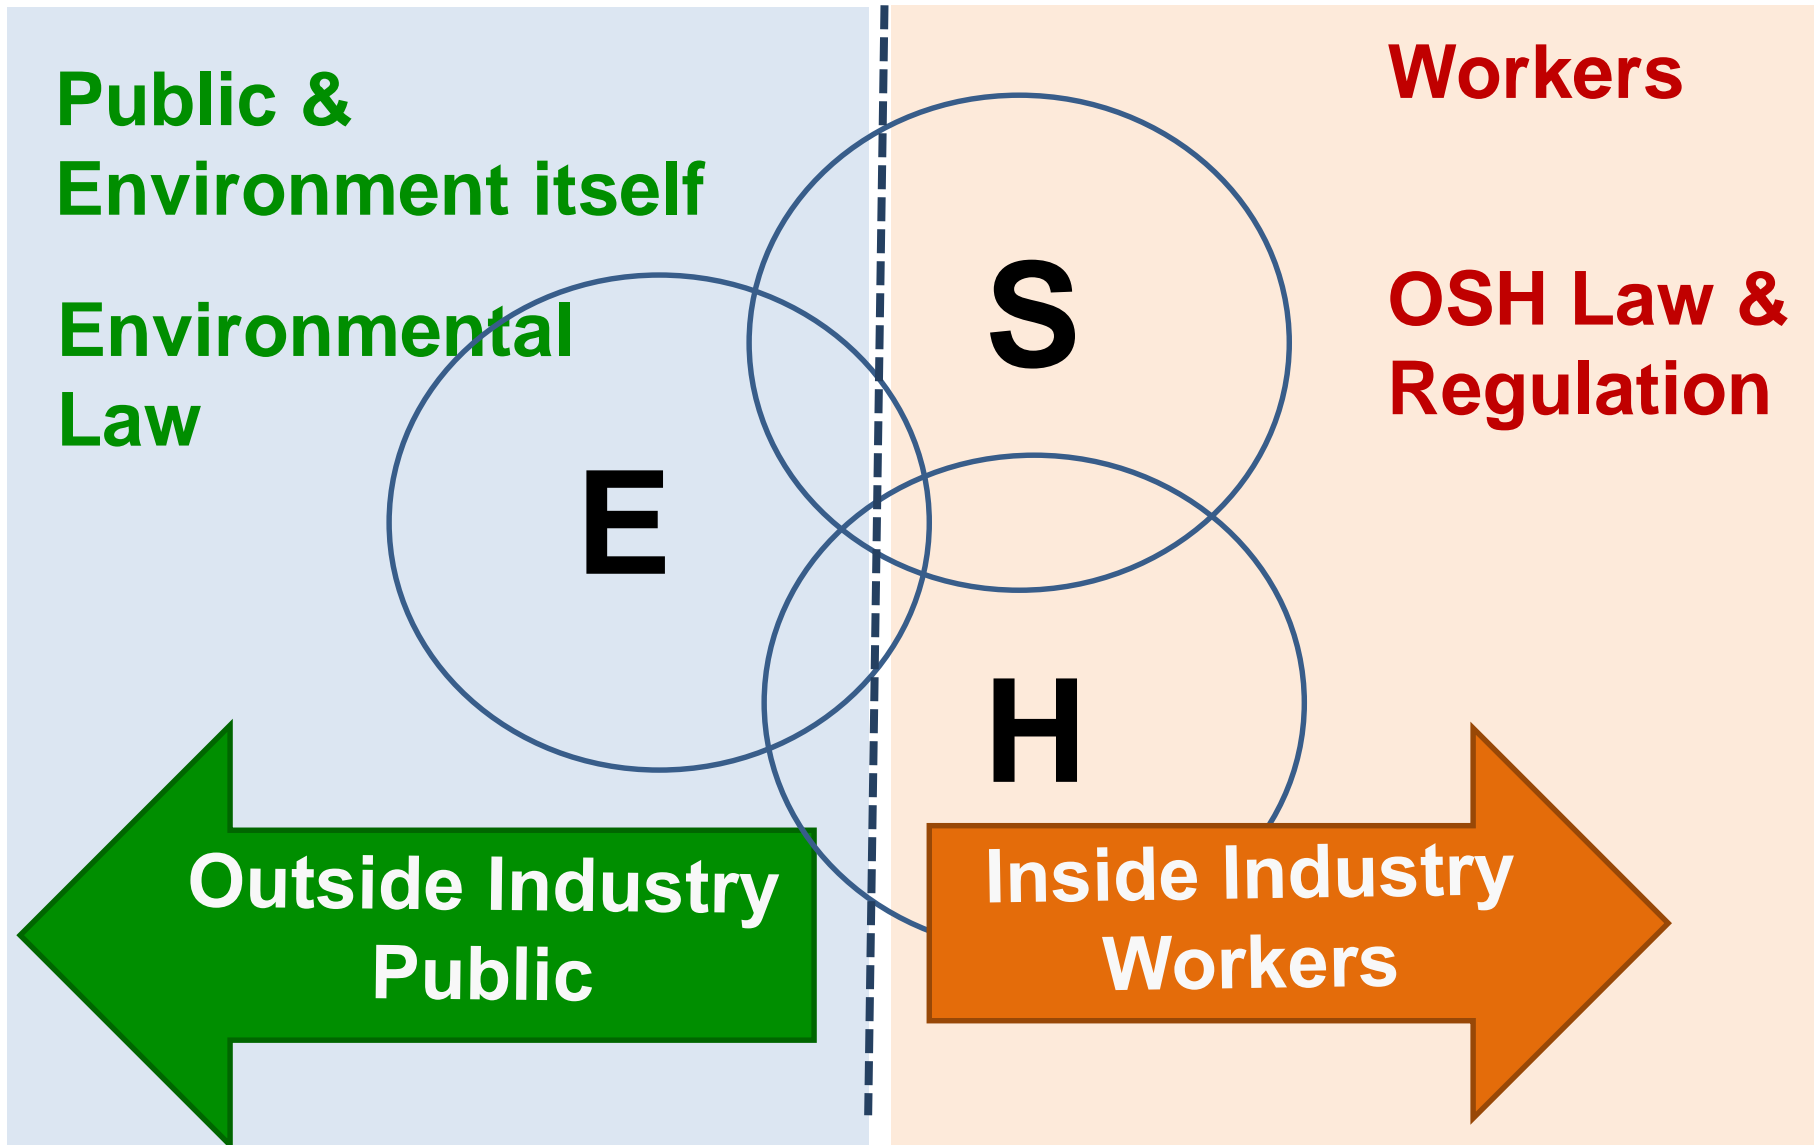 Public &
Environment itself
Environmental
Law
Workers
OSH Law &
Regulation
S
E
H
Outside Industry
Public
Inside Industry
Workers